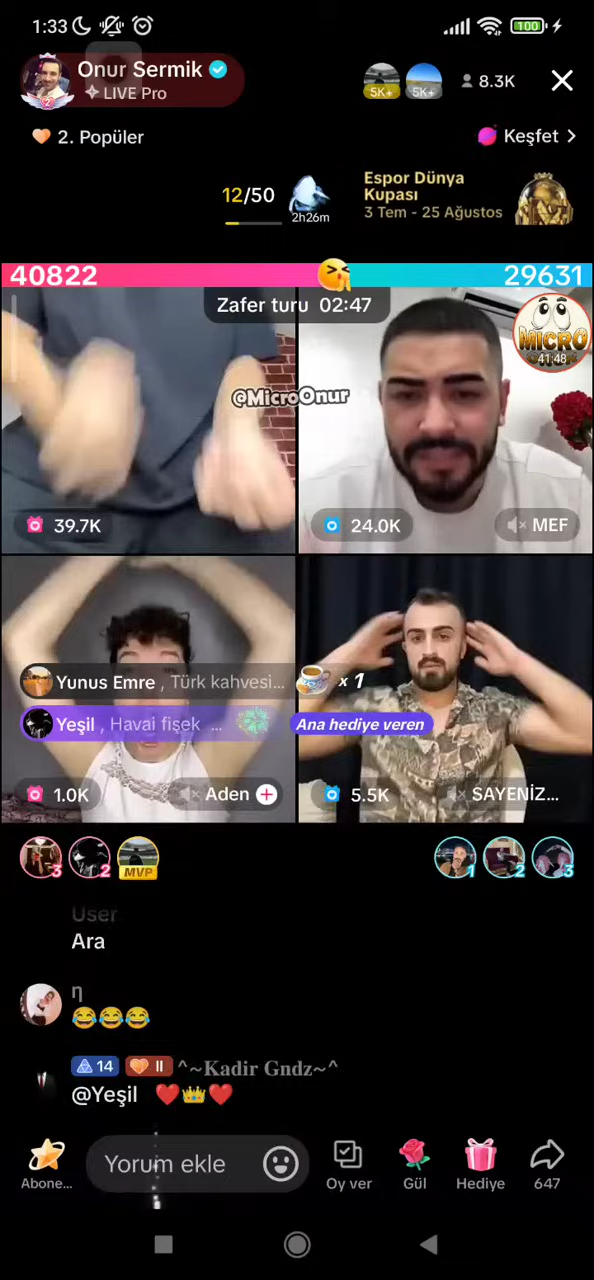 1:33
100
Onur Sermik
LIVE Pro
5K+
5K+
8.3K
2. Popüler
Keşfet
12/50
2h26m
Espor Dünya
Kupası
3 Tem - 25 Ağustos
40822
29631
Zafer turu 02:47
MICRO
41:48
@MicroOnur
39.7K
24.0K
MEF
Yunus Emre , Türk kahvesi...
x 1
Yeşil , Havai fişek ...
Ana hediye veren
1.0K
Aden
5.5K
SAYENİZ...
3
2
MVP
1
2
3
User
Ara
η
😂😂😂
14
II
^~Kadir Gndz~^
@Yeşil ❤️👑❤️
Abone...
Yorum ekle
Oy ver
Gül
Hediye
647